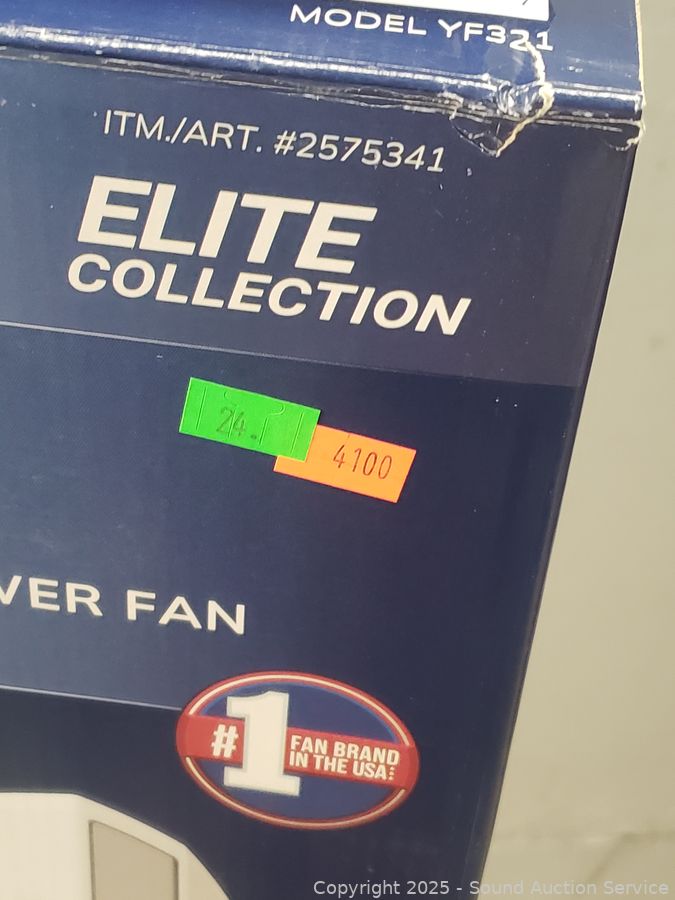 MODEL YF321
ITM./ART. #2575341
ELITE
COLLECTION
24.
4100
VER FAN
#1
FAN BRAND
IN THE USA
Copyright 2025 - Sound Auction Service